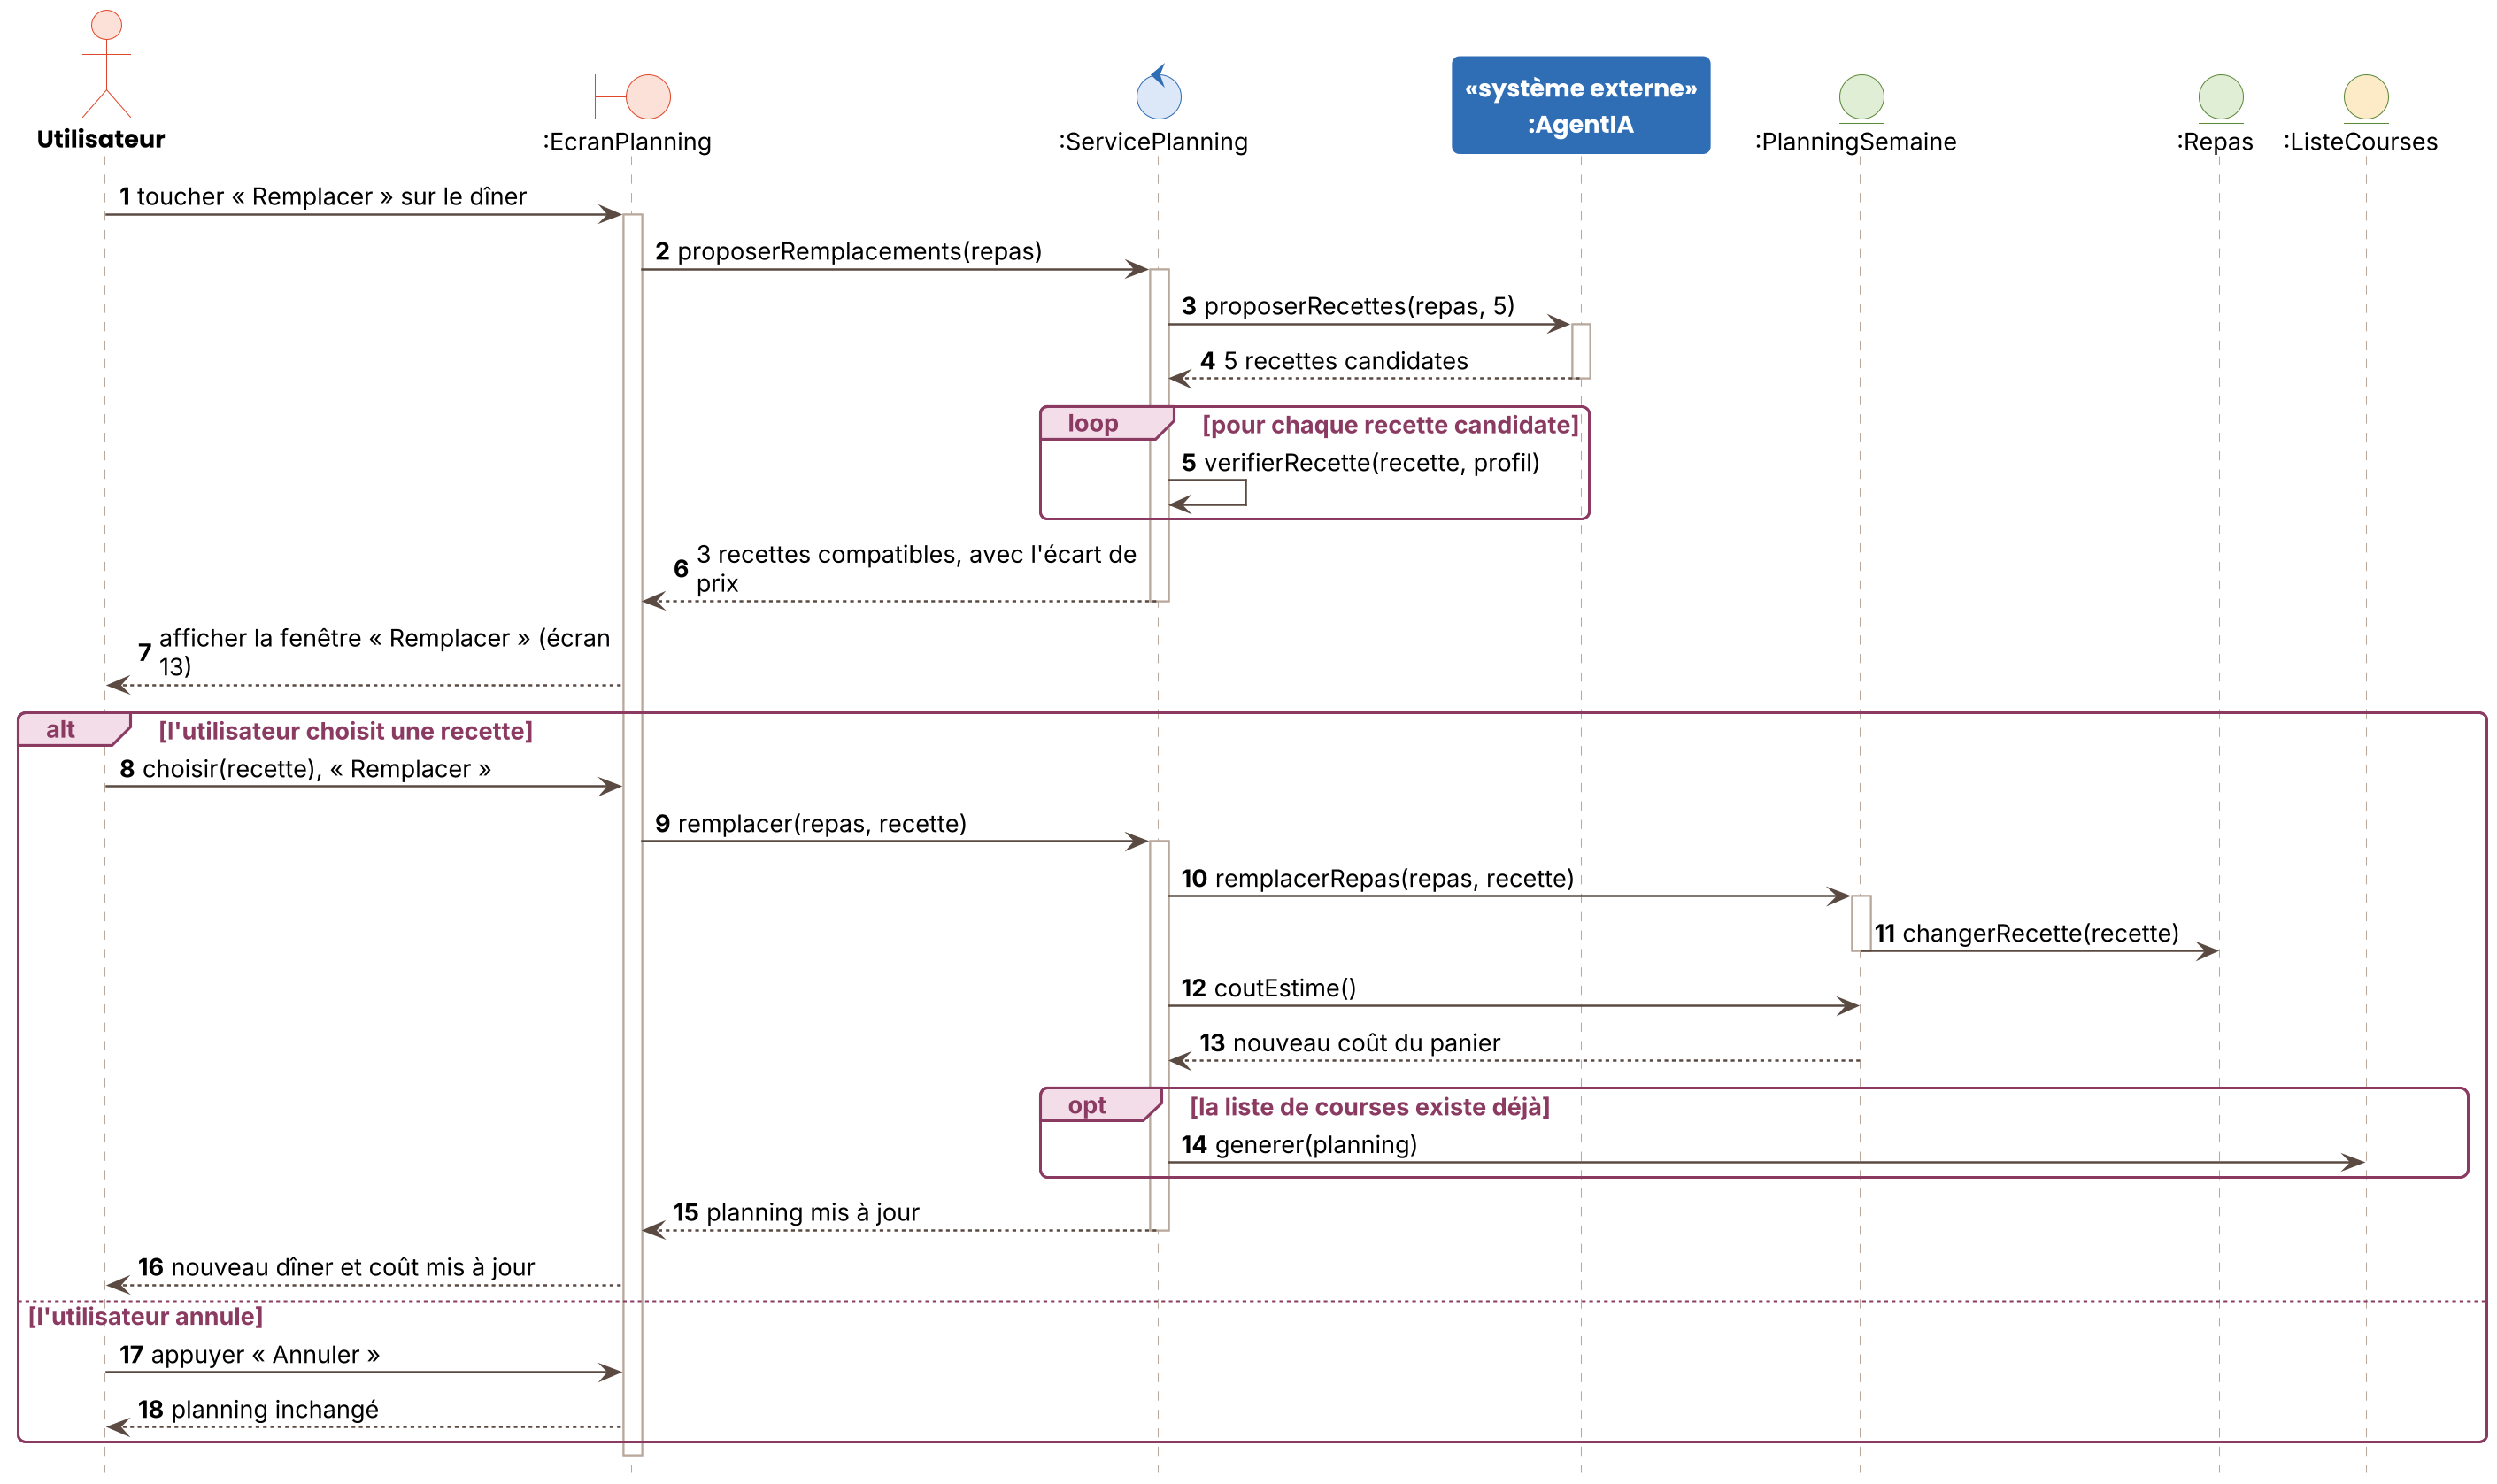 Utilisateur
:EcranPlanning
:ServicePlanning
«système externe»
:AgentIA
:PlanningSemaine
:Repas
:ListeCourses
1 toucher « Remplacer » sur le dîner
2 proposerRemplacements(repas)
3 proposerRecettes(repas, 5)
4 5 recettes candidates
loop [pour chaque recette candidate]
5 verifierRecette(recette, profil)
6 3 recettes compatibles, avec l'écart de
prix
7 afficher la fenêtre « Remplacer » (écran
13)
alt [l'utilisateur choisit une recette]
8 choisir(recette), « Remplacer »
9 remplacer(repas, recette)
10 remplacerRepas(repas, recette)
11 changerRecette(recette)
12 coutEstime()
13 nouveau coût du panier
opt [la liste de courses existe déjà]
14 generer(planning)
15 planning mis à jour
16 nouveau dîner et coût mis à jour
[l'utilisateur annule]
17 appuyer « Annuler »
18 planning inchangé